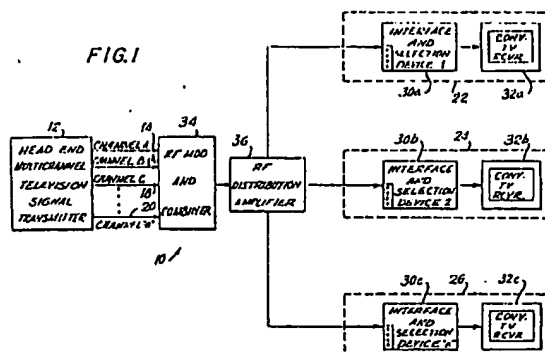 FIG.1
12
HEAD END
MULTICHANNEL
TELEVISION
SIGNAL
TRANSMITTER
CHANNEL A
14
CHANNEL B
CHANNEL C
18
20
CHANNEL "N"
10
34
RF MOD
AND
COMBINER
36
RF
DISTRIBUTION
AMPLIFIER
INTERFACE
AND
SELECTION
DEVICE 1
30a
CONV.
TV
RCVR.
32a
22
30b
INTERFACE
AND
SELECTION
DEVICE 2
24
32b
CONV.
TV
RCVR.
30c
INTERFACE
AND
SELECTION
DEVICE "n"
26
32c
CONV.
TV
RCVR.